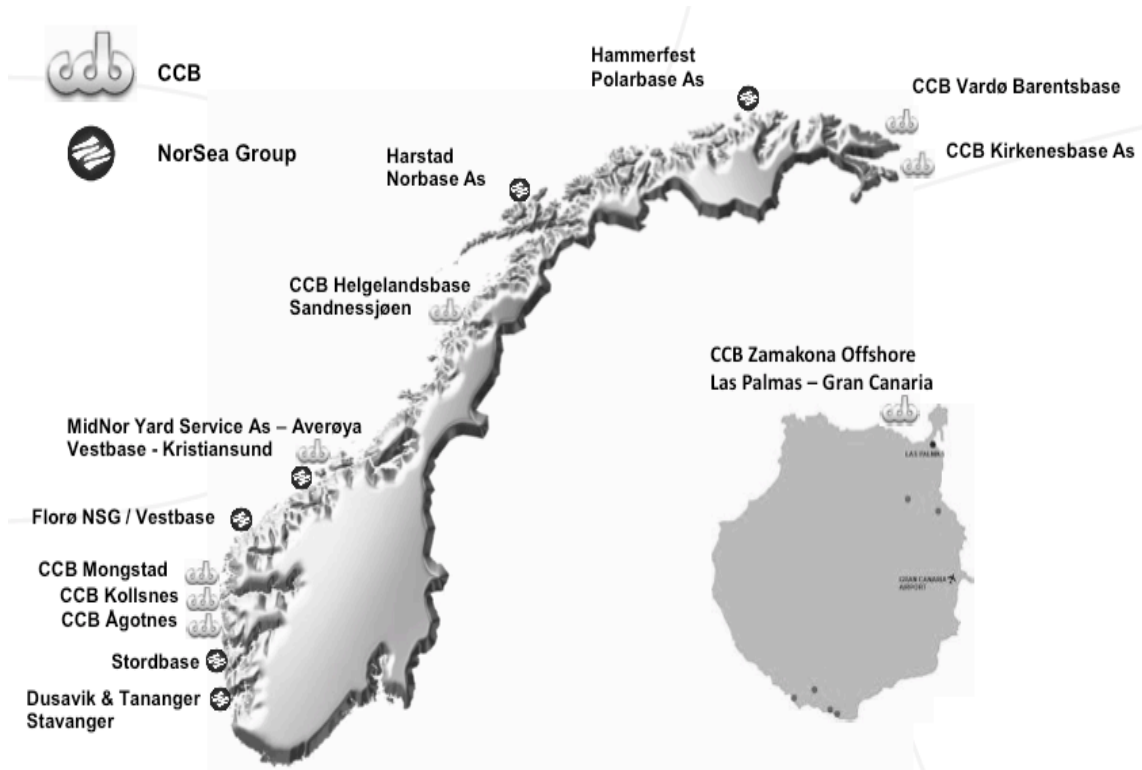 CCB
NorSea Group
Hammerfest
Polarbase As
CCB Vardø Barentsbase
CCB Kirkenesbase As
Harstad
Norbase As
CCB Helgelandsbase
Sandnessjøen
CCB Zamakona Offshore
Las Palmas – Gran Canaria
LAS PALMAS
GRAN CANARIA
AIRPORT
MidNor Yard Service As – Averøya
Vestbase - Kristiansund
Florø NSG / Vestbase
CCB Mongstad
CCB Kollsnes
CCB Ågotnes
Stordbase
Dusavik & Tananger
Stavanger